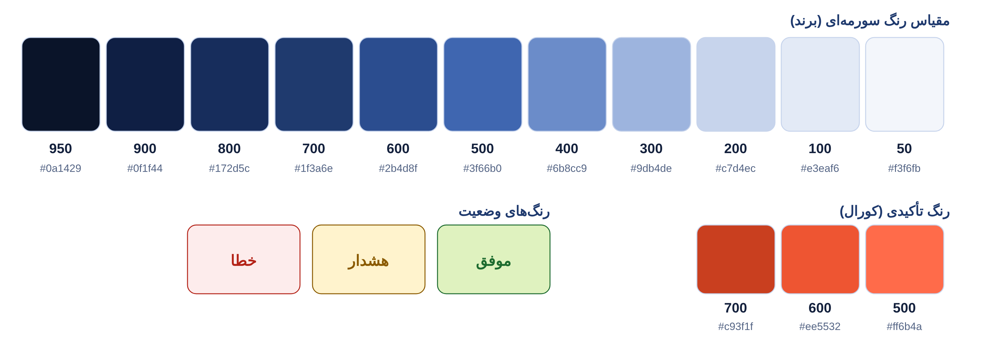 مقیاس رنگ سورمه‌ای (برند)
50 100 200 300 400 500 600 700 800 900 950
#f3f6fb #e3eaf6 #c7d4ec #9db4de #6b8cc9 #3f66b0 #2b4d8f #1f3a6e #172d5c #0f1f44 #0a1429
رنگ تأکیدی (کورال)
500 600 700
#ff6b4a #ee5532 #c93f1f
رنگ‌های وضعیت
موفق هشدار خطا